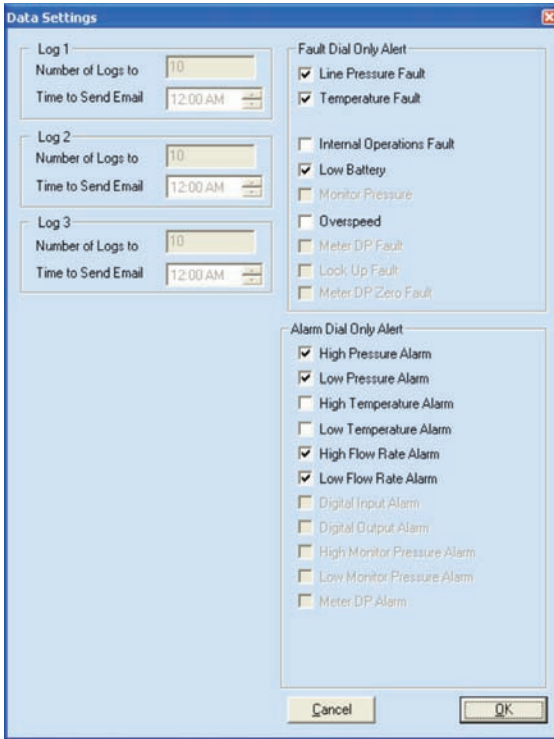 Data Settings
Log 1
Number of Logs to 10
Time to Send Email 12:00 AM
Log 2
Number of Logs to 10
Time to Send Email 12:00 AM
Log 3
Number of Logs to 10
Time to Send Email 12:00 AM
Fault Dial Only Alert
Line Pressure Fault
Temperature Fault
Internal Operations Fault
Low Battery
Monitor Pressure
Overspeed
Meter DP Fault
Lock Up Fault
Meter DP Zero Fault
Alarm Dial Only Alert
High Pressure Alarm
Low Pressure Alarm
High Temperature Alarm
Low Temperature Alarm
High Flow Rate Alarm
Low Flow Rate Alarm
Digital Input Alarm
Digital Output Alarm
High Monitor Pressure Alarm
Low Monitor Pressure Alarm
Meter DP Alarm
Cancel OK